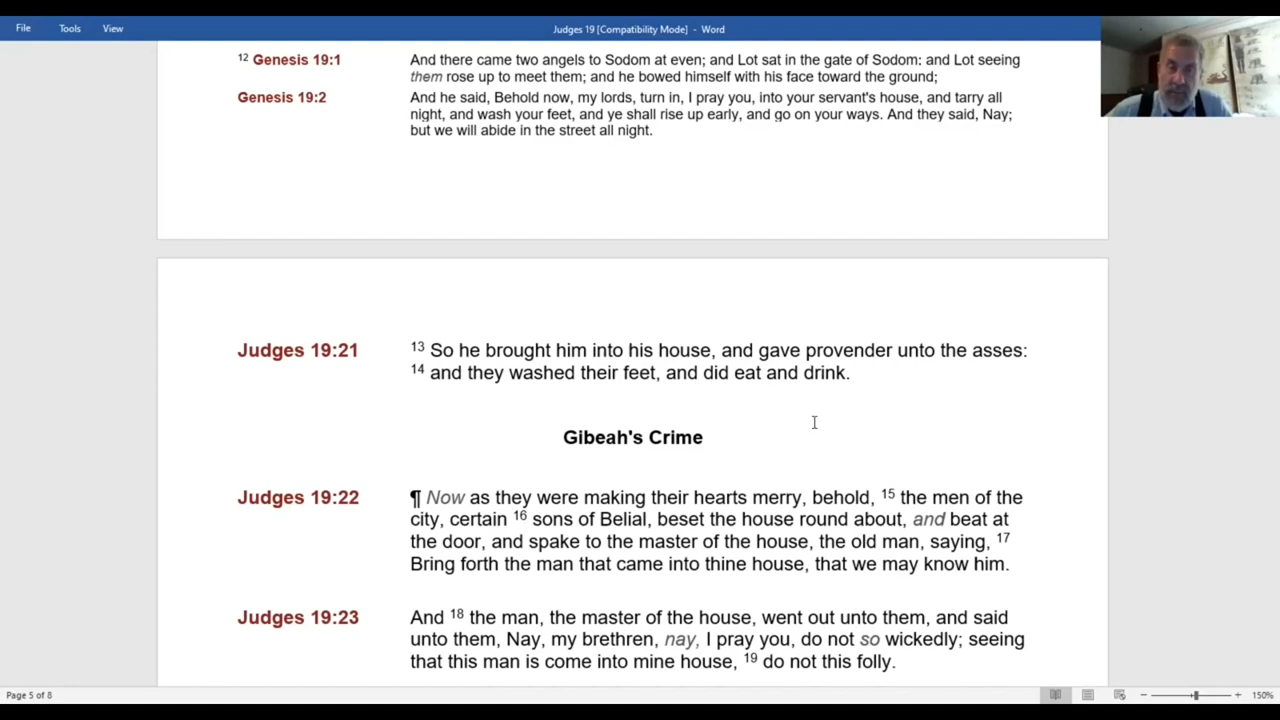 File Tools View Judges 19 [Compatibility Mode] - Word
12 Genesis 19:1 And there came two angels to Sodom at even; and Lot sat in the gate of Sodom: and Lot seeing
them rose up to meet them; and he bowed himself with his face toward the ground;
Genesis 19:2 And he said, Behold now, my lords, turn in, I pray you, into your servant's house, and tarry all
night, and wash your feet, and ye shall rise up early, and go on your ways. And they said, Nay;
but we will abide in the street all night.
Judges 19:21 13 So he brought him into his house, and gave provender unto the asses:
14 and they washed their feet, and did eat and drink.
Gibeah's Crime
Judges 19:22 ¶ Now as they were making their hearts merry, behold, 15 the men of the
city, certain 16 sons of Belial, beset the house round about, and beat at
the door, and spake to the master of the house, the old man, saying, 17
Bring forth the man that came into thine house, that we may know him.
Judges 19:23 And 18 the man, the master of the house, went out unto them, and said
unto them, Nay, my brethren, nay, I pray you, do not so wickedly; seeing
that this man is come into mine house, 19 do not this folly.
Page 5 of 8 150%